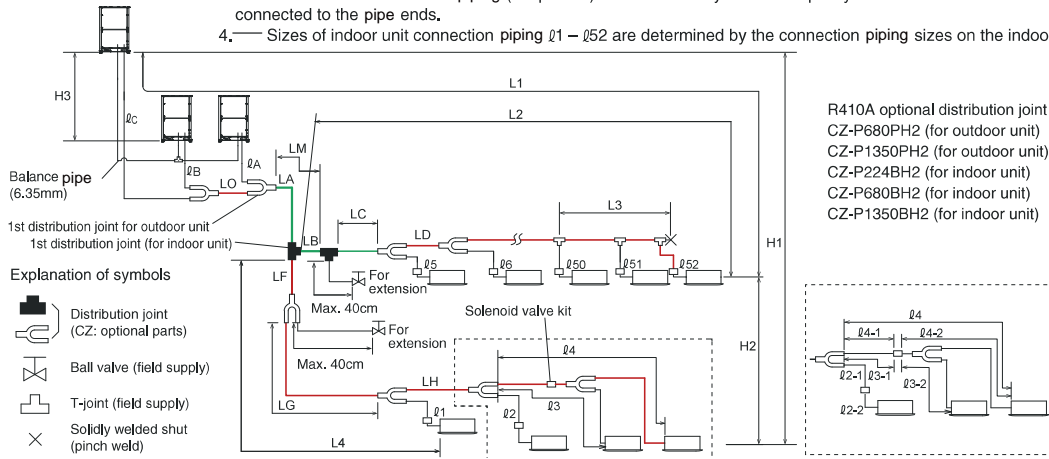 connected to the pipe ends.
4. Sizes of indoor unit connection piping ℓ1 – ℓ52 are determined by the connection piping sizes on the indoo
L1
H3
L2
ℓC
R410A optional distribution joint
CZ-P680PH2 (for outdoor unit)
CZ-P1350PH2 (for outdoor unit)
CZ-P224BH2 (for indoor unit)
CZ-P680BH2 (for indoor unit)
CZ-P1350BH2 (for indoor unit)
LM
ℓB
ℓA
Balance pipe
(6.35mm)
LO
LA
1st distribution joint for outdoor unit
1st distribution joint (for indoor unit)
LB
LC
LD
L3
H1
ℓ5
ℓ6
ℓ50
ℓ51
ℓ52
For
extension
Max. 40cm
LF
Explanation of symbols
Distribution joint
(CZ: optional parts)
Ball valve (field supply)
T-joint (field supply)
Solidly welded shut
(pinch weld)
For
extension
Max. 40cm
Solenoid valve kit
H2
LG
LH
ℓ4
ℓ3
ℓ1
ℓ2
L4
ℓ4
ℓ4-1
ℓ4-2
ℓ2-1
ℓ3-1
ℓ3-2
ℓ2-2